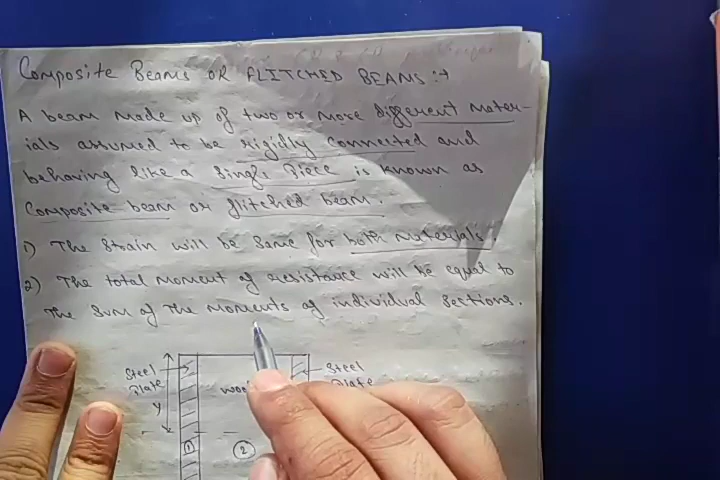 Composite Beams OR FLITCHED BEAMS :→
A beam made up of two or more different mater-
ials assumed to be rigidly connected and
behaving like a single piece is known as
Composite beam or flitched beam.
1) The Strain will be Same for both materials.
2) The total moment of resistance will be equal to
The Sum of The moments of individual Sections.
Steel
Plate
Steel
Plate
y
1
2